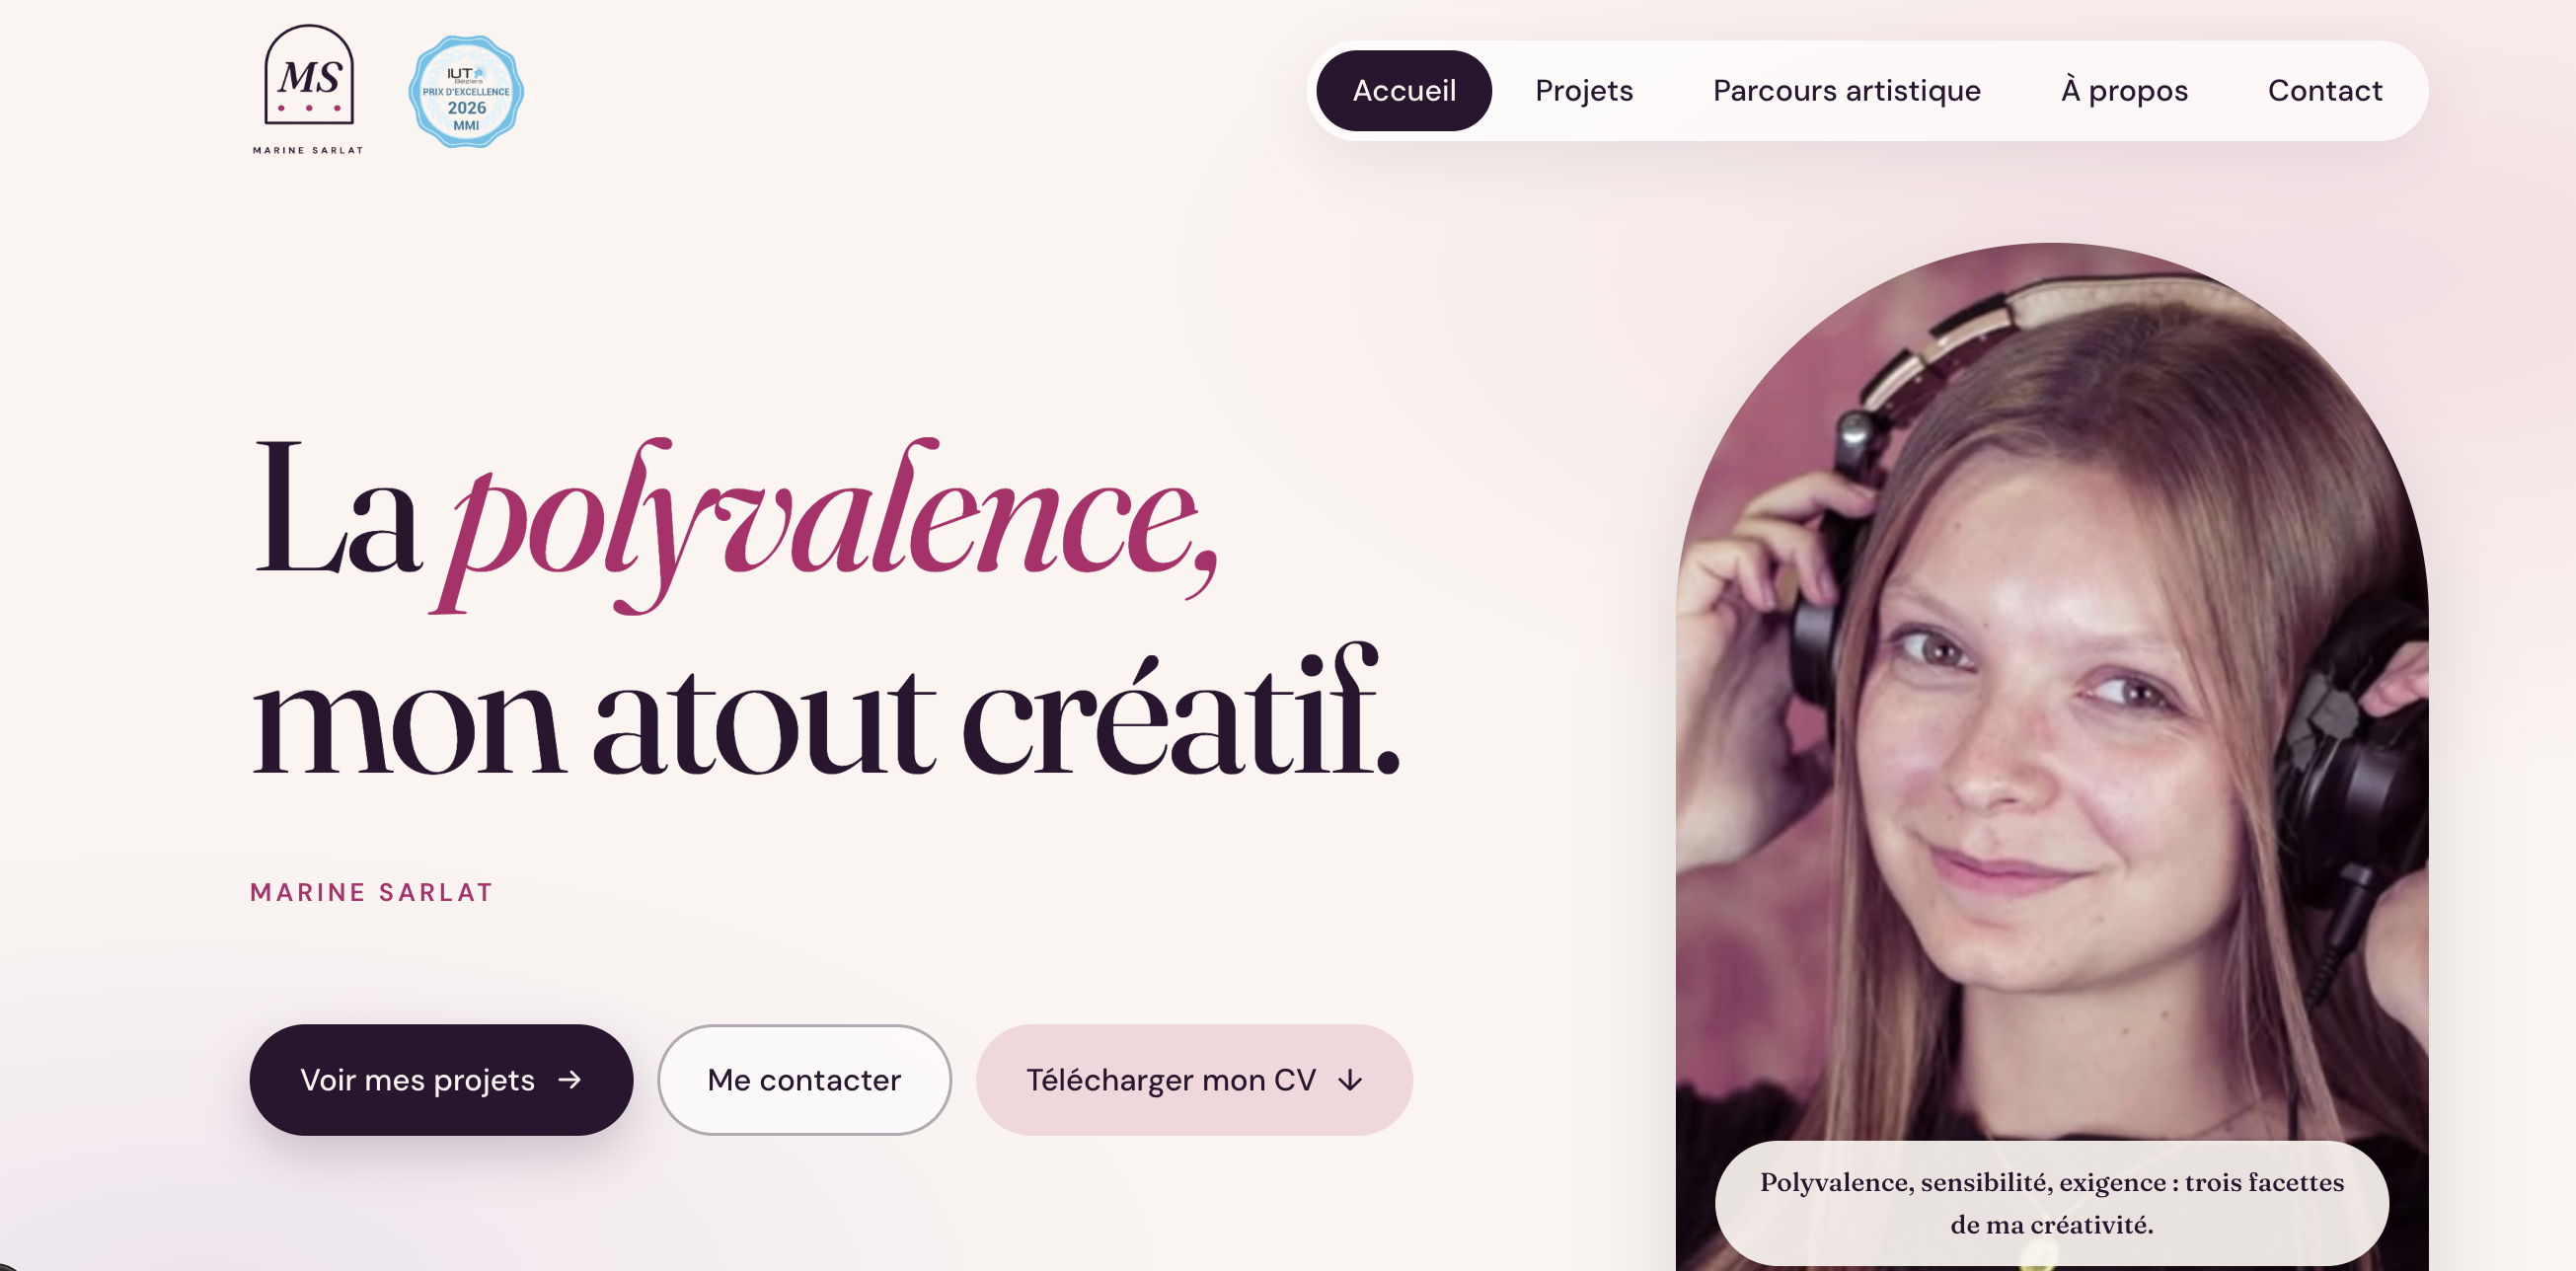 MS
MARINE SARLAT
IUT
Béziers
PRIX D'EXCELLENCE
2026
MMI
Accueil
Projets
Parcours artistique
À propos
Contact
La polyvalence,
mon atout créatif.
MARINE SARLAT
Voir mes projets →
Me contacter
Télécharger mon CV ↓
Polyvalence, sensibilité, exigence : trois facettes
de ma créativité.